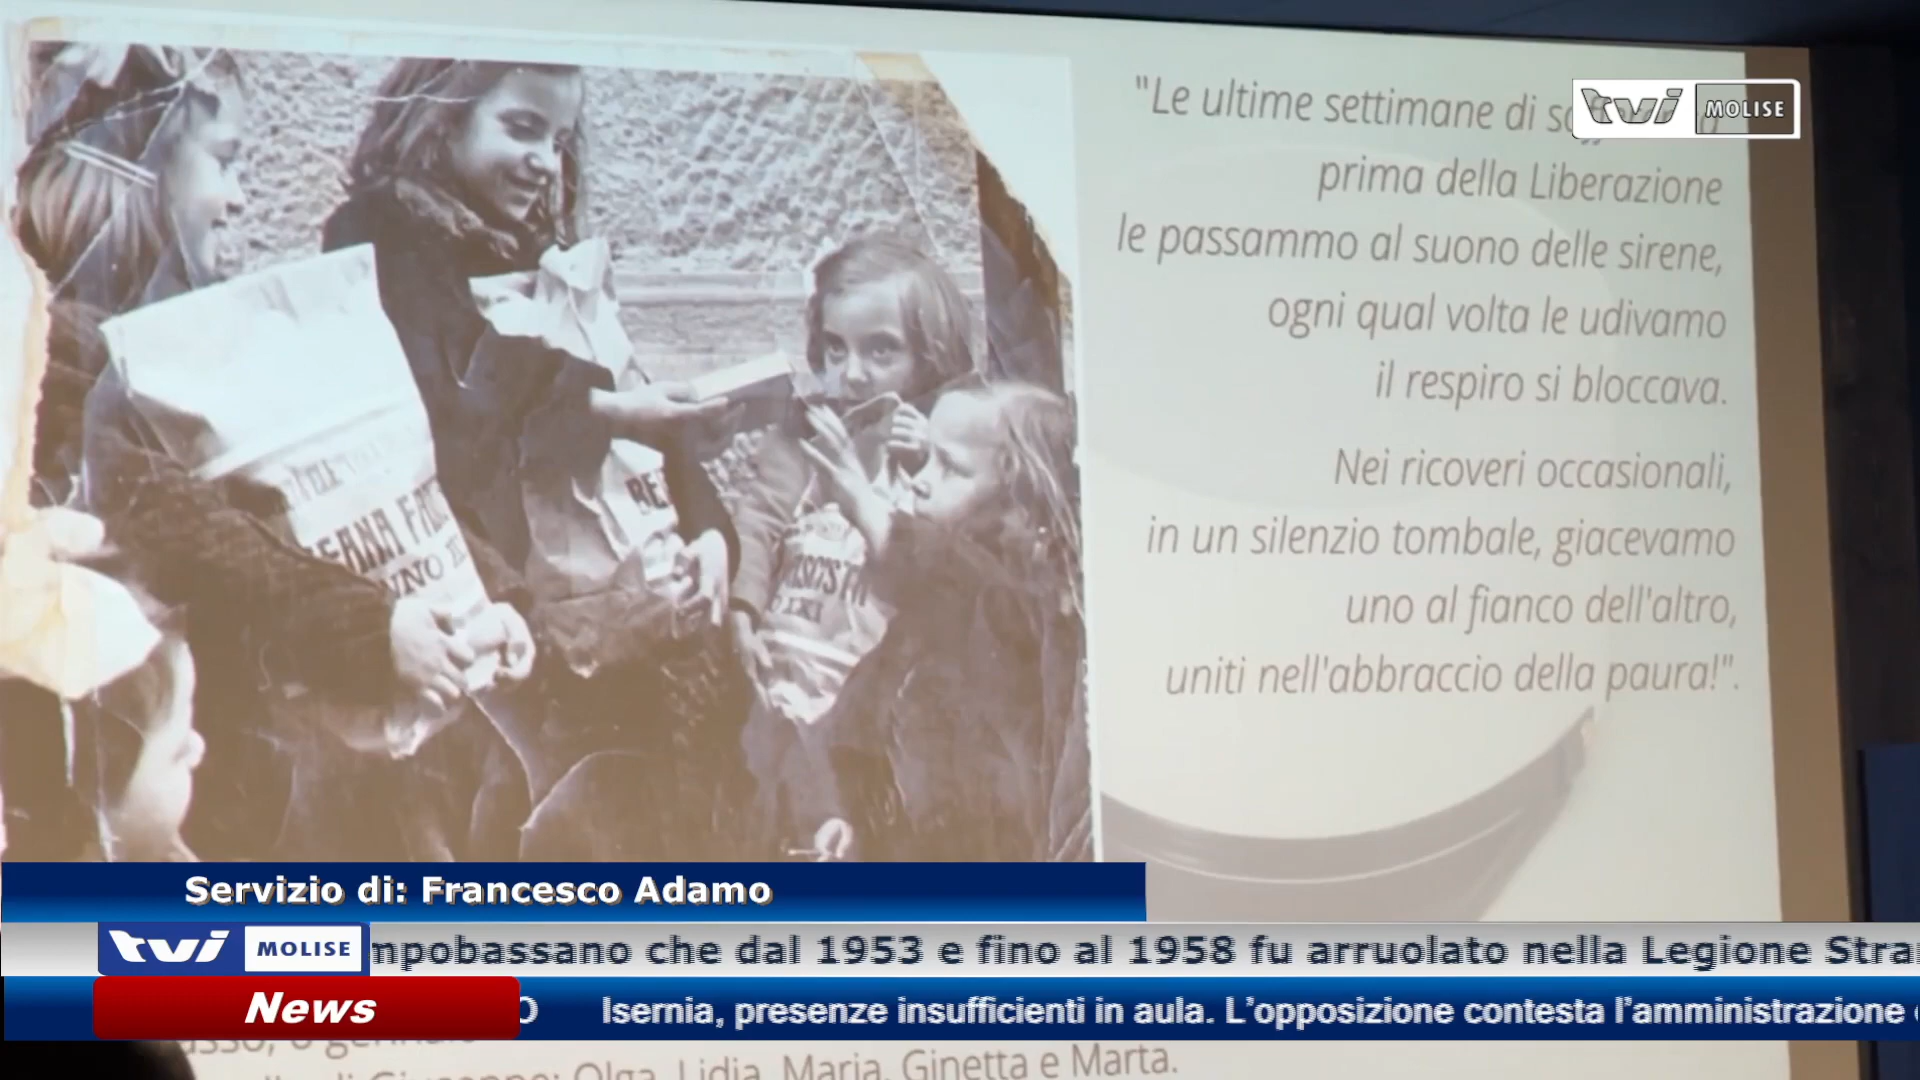 "Le ultime settimane di
tvi MOLISE
prima della Liberazione
le passammo al suono delle sirene,
ogni qual volta le udivamo
il respiro si bloccava.
Nei ricoveri occasionali,
in un silenzio tombale, giacevamo
uno al fianco dell'altro,
uniti nell'abbraccio della paura!".
FASCISTA
Servizio di: Francesco Adamo
tvi MOLISE
mpobassano che dal 1953 e fino al 1958 fu arruolato nella Legione Stra
News
O Isernia, presenze insufficienti in aula. L'opposizione contesta l'amministrazione
Olga, Lidia, Maria, Ginetta e Marta.